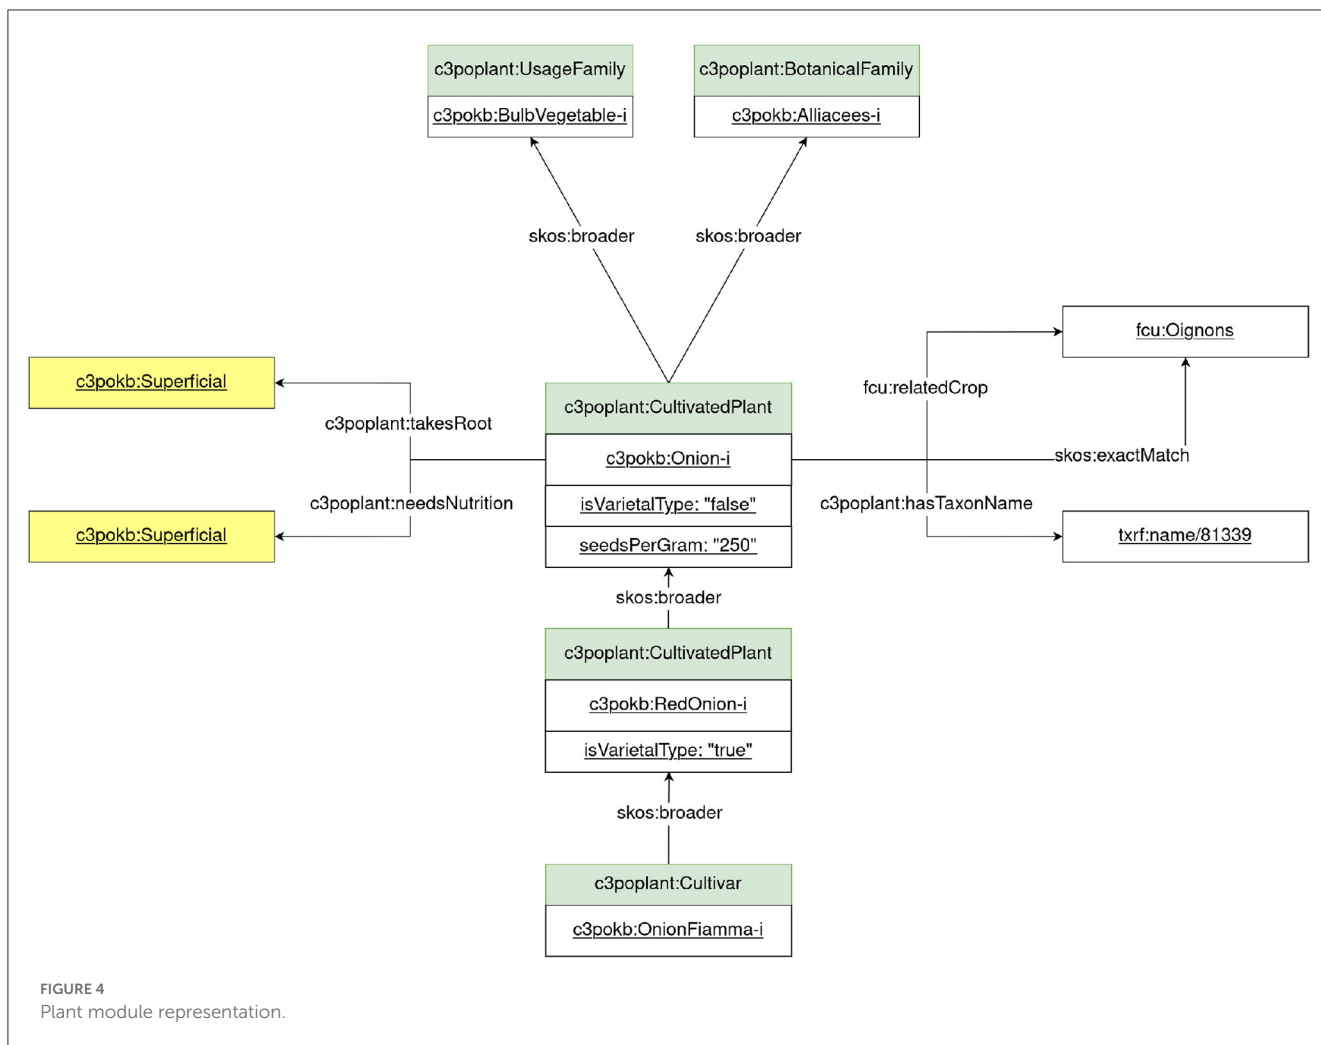 c3poplant:UsageFamily
c3pokb:BulbVegetable-i
c3poplant:BotanicalFamily
c3pokb:Alliacees-i
skos:broader
skos:broader
c3pokb:Superficial
c3poplant:takesRoot
c3poplant:needsNutrition
c3pokb:Superficial
c3poplant:CultivatedPlant
c3pokb:Onion-i
isVarietalType: "false"
seedsPerGram: "250"
fcu:Oignons
fcu:relatedCrop
skos:exactMatch
c3poplant:hasTaxonName
txrf:name/81339
skos:broader
c3poplant:CultivatedPlant
c3pokb:RedOnion-i
isVarietalType: "true"
skos:broader
c3poplant:Cultivar
c3pokb:OnionFiamma-i
FIGURE 4
Plant module representation.